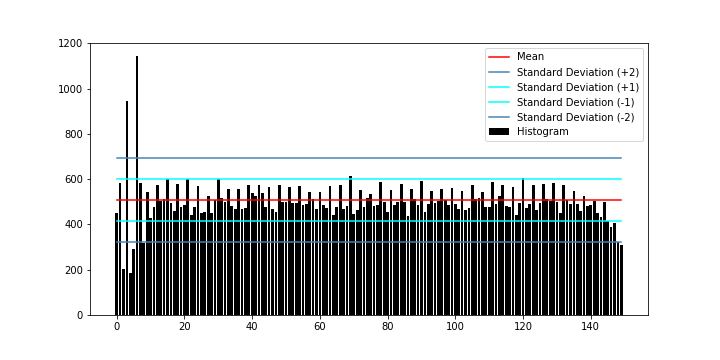 1200
1000
800
600
400
200
0
0 20 40 60 80 100 120 140
Mean
Standard Deviation (+2)
Standard Deviation (+1)
Standard Deviation (-1)
Standard Deviation (-2)
Histogram